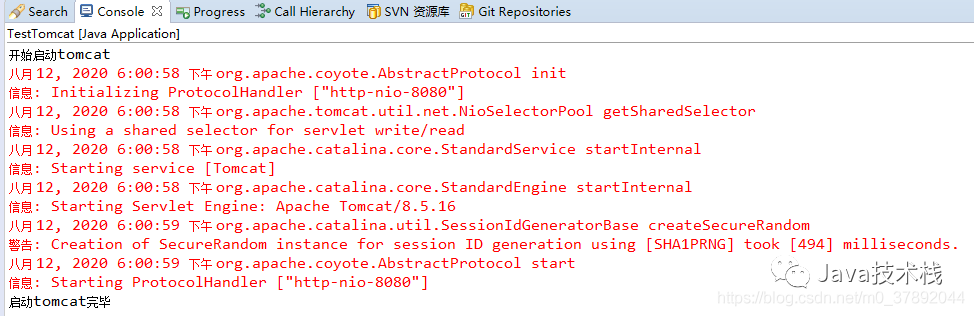 Search Console Progress Call Hierarchy SVN 资源库 Git Repositories
TestTomcat [Java Application]
开始启动tomcat
八月 12, 2020 6:00:58 下午 org.apache.coyote.AbstractProtocol init
信息: Initializing ProtocolHandler ["http-nio-8080"]
八月 12, 2020 6:00:58 下午 org.apache.tomcat.util.net.NioSelectorPool getSharedSelector
信息: Using a shared selector for servlet write/read
八月 12, 2020 6:00:58 下午 org.apache.catalina.core.StandardService startInternal
信息: Starting service [Tomcat]
八月 12, 2020 6:00:58 下午 org.apache.catalina.core.StandardEngine startInternal
信息: Starting Servlet Engine: Apache Tomcat/8.5.16
八月 12, 2020 6:00:59 下午 org.apache.catalina.util.SessionIdGeneratorBase createSecureRandom
警告: Creation of SecureRandom instance for session ID generation using [SHA1PRNG] took [494] milliseconds.
八月 12, 2020 6:00:59 下午 org.apache.coyote.AbstractProtocol start
信息: Starting ProtocolHandler ["http-nio-8080"]
启动tomcat完毕
Java技术栈
https://blog.csdn.net/m0_37892044